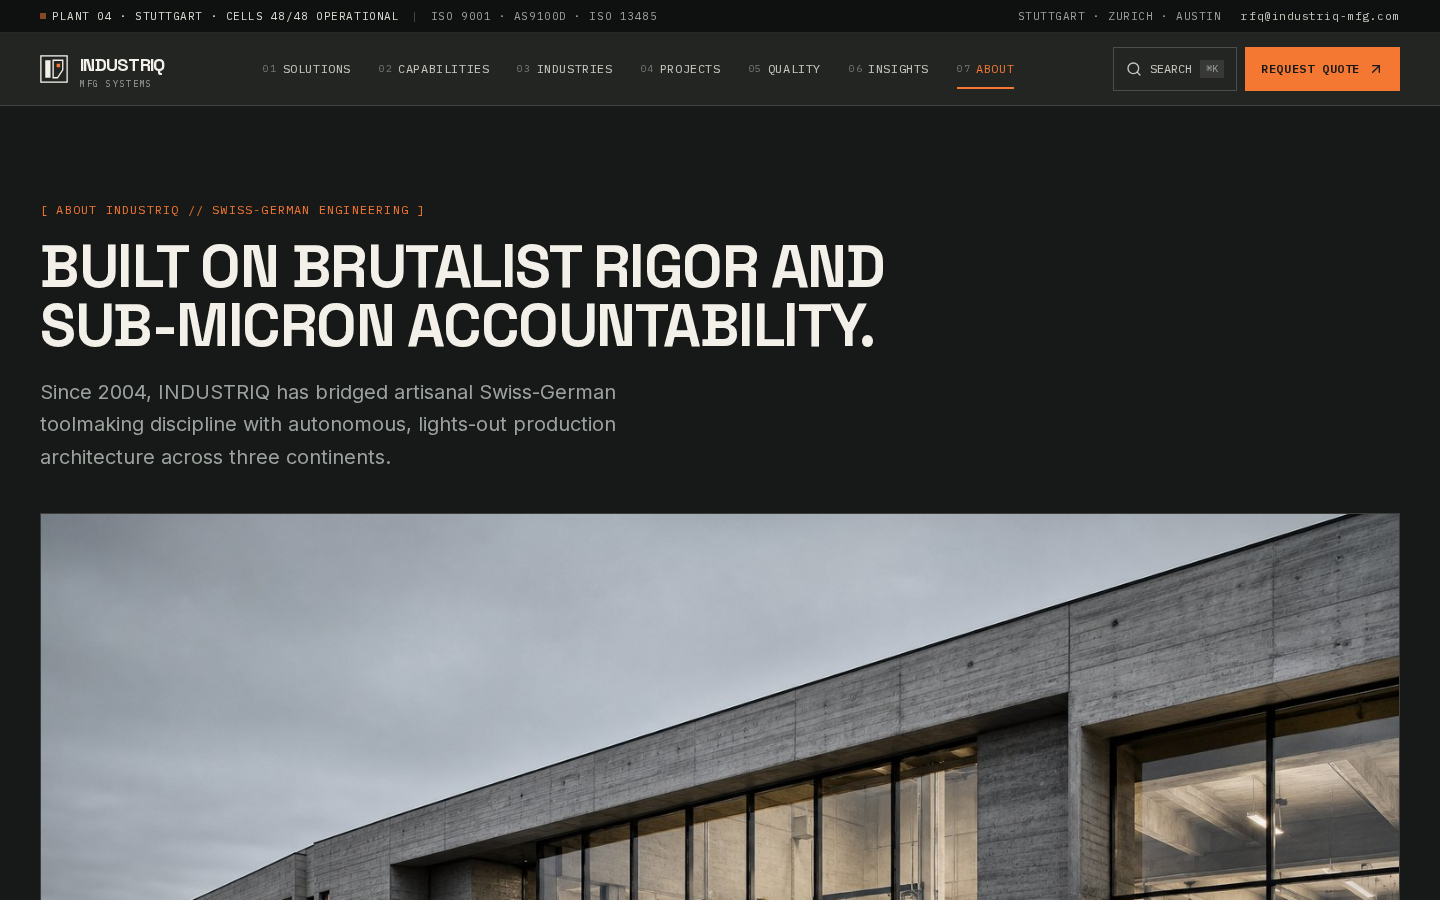 PLANT 04 · STUTTGART · CELLS 48/48 OPERATIONAL | ISO 9001 · AS9100D · ISO 13485
STUTTGART · ZURICH · AUSTIN rfq@industriq-mfg.com
INDUSTRIQ
MFG SYSTEMS
01 SOLUTIONS 02 CAPABILITIES 03 INDUSTRIES 04 PROJECTS 05 QUALITY 06 INSIGHTS 07 ABOUT
SEARCH ⌘K
REQUEST QUOTE
[ ABOUT INDUSTRIQ // SWISS-GERMAN ENGINEERING ]
BUILT ON BRUTALIST RIGOR AND
SUB-MICRON ACCOUNTABILITY.
Since 2004, INDUSTRIQ has bridged artisanal Swiss-German
toolmaking discipline with autonomous, lights-out production
architecture across three continents.